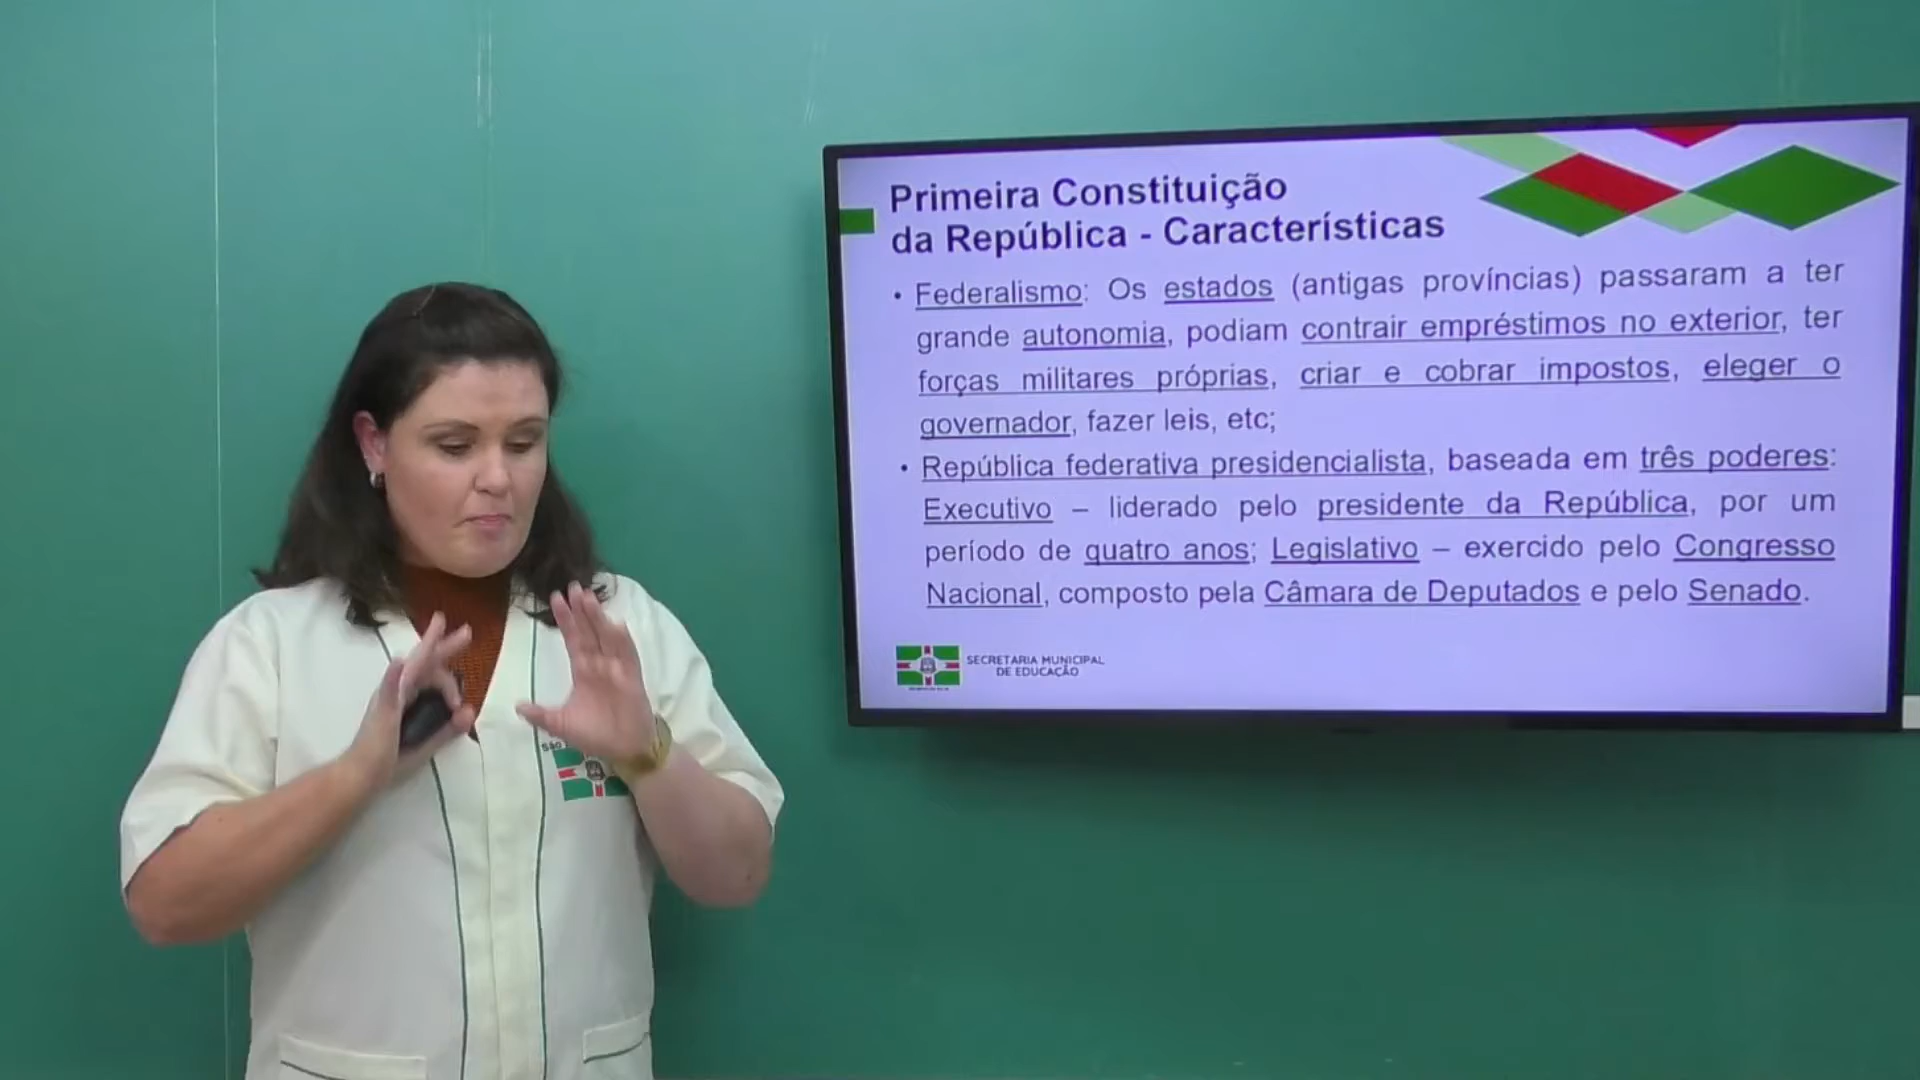 Primeira Constituição
da República - Características
• Federalismo: Os estados (antigas províncias) passaram a ter
grande autonomia, podiam contrair empréstimos no exterior, ter
forças militares próprias, criar e cobrar impostos, eleger o
governador, fazer leis, etc;
• República federativa presidencialista, baseada em três poderes:
Executivo – liderado pelo presidente da República, por um
período de quatro anos; Legislativo – exercido pelo Congresso
Nacional, composto pela Câmara de Deputados e pelo Senado.
SECRETARIA MUNICIPAL
DE EDUCAÇÃO
São